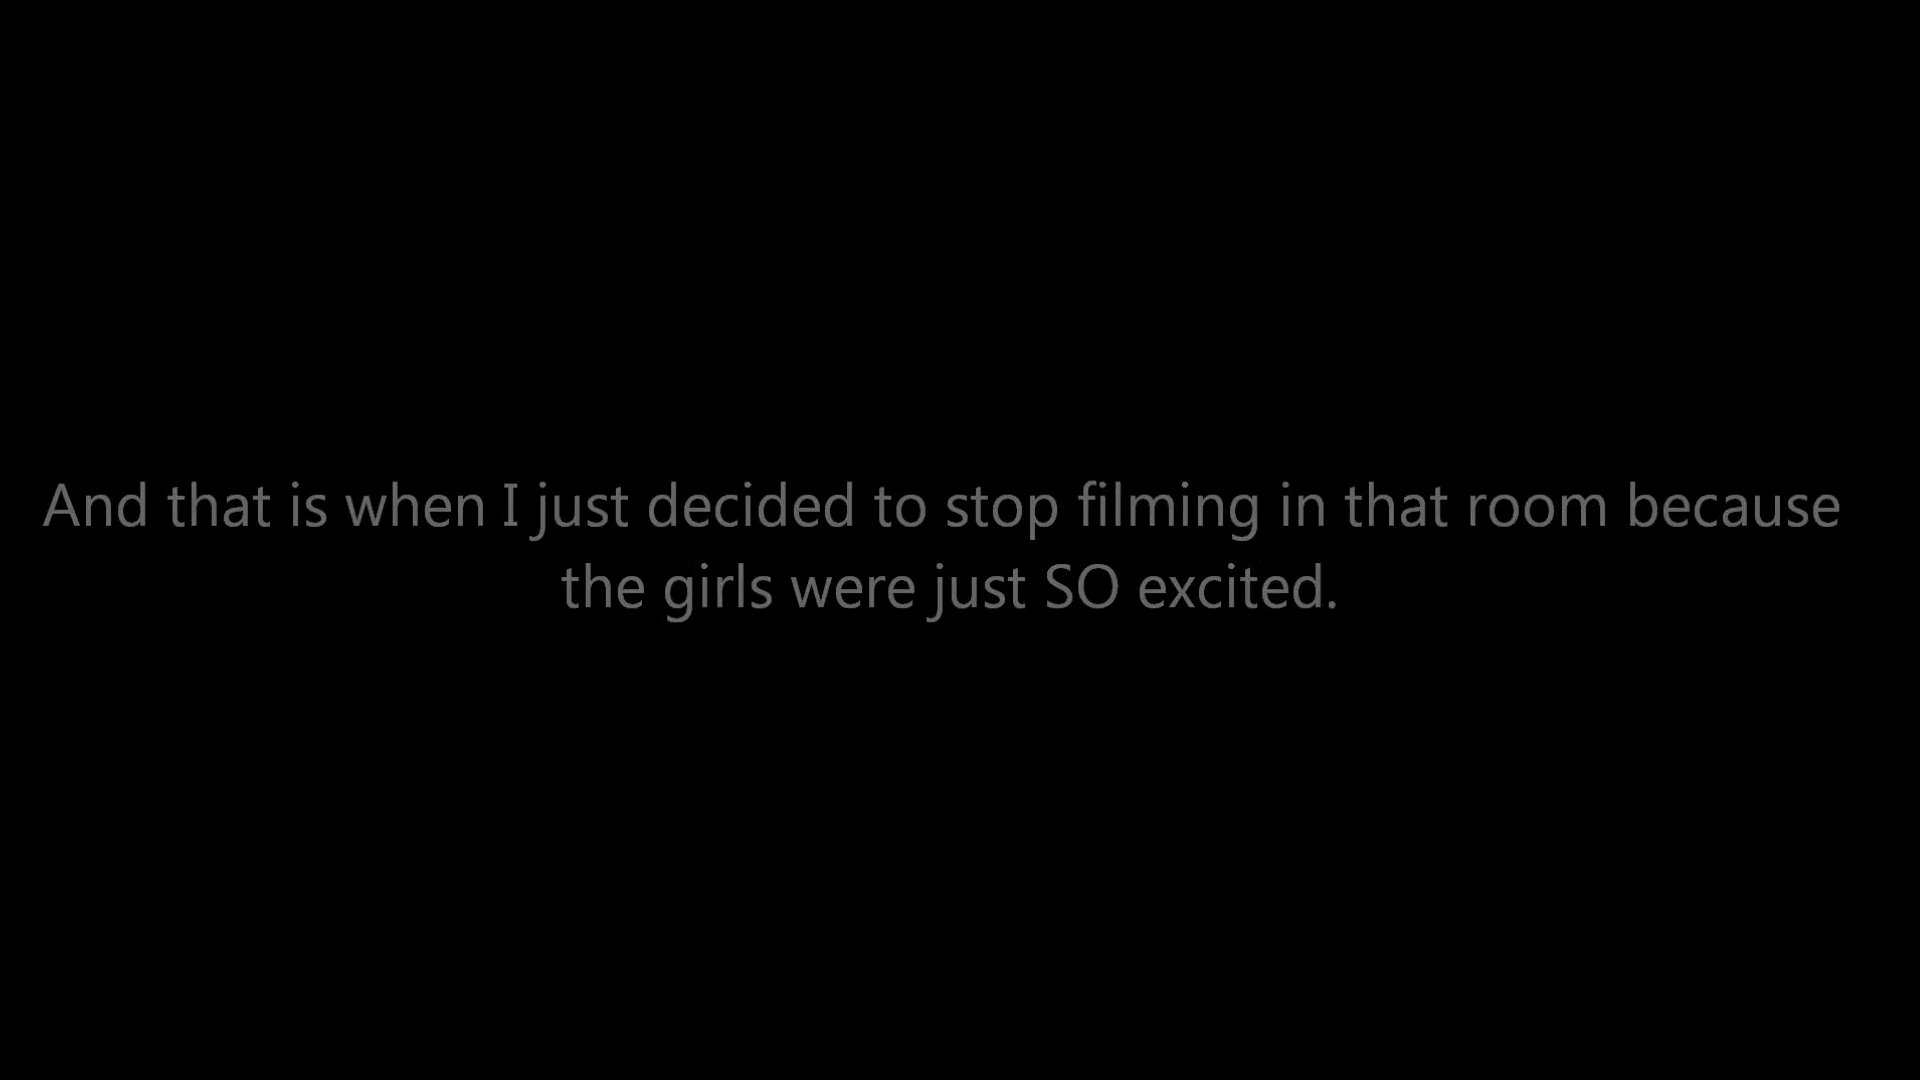 And that is when I just decided to stop filming in that room because
the girls were just SO excited.